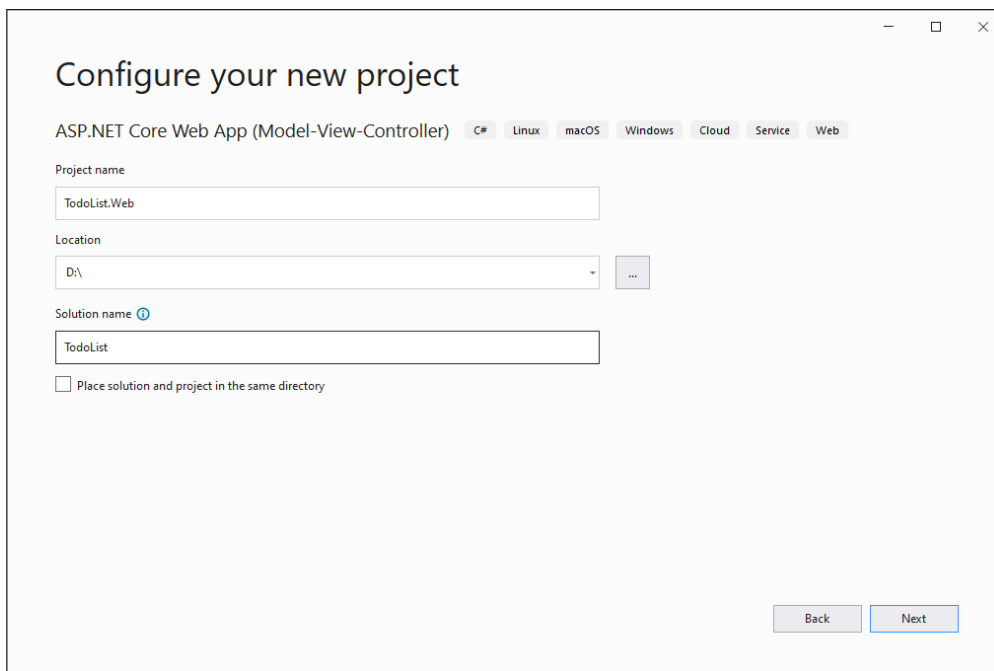 Configure your new project
ASP.NET Core Web App (Model-View-Controller) C# Linux macOS Windows Cloud Service Web
Project name
TodoList.Web
Location
D:\
...
Solution name
TodoList
Place solution and project in the same directory
Back Next